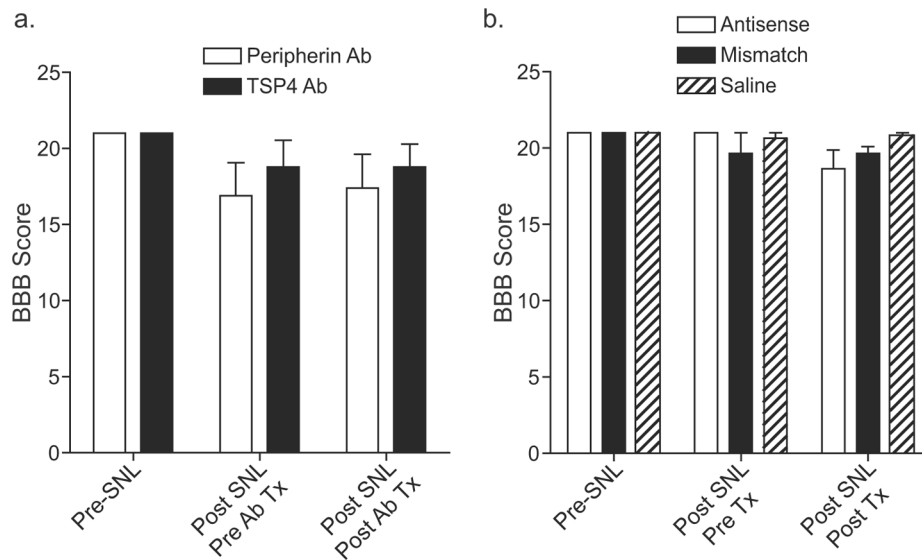 a.
Peripherin Ab
TSP4 Ab
BBB Score
25
20
15
10
5
0
Pre-SNL
Post SNL
Pre Ab Tx
Post SNL
Post Ab Tx
b.
Antisense
Mismatch
Saline
BBB Score
25
20
15
10
5
0
Pre-SNL
Post SNL
Pre Tx
Post SNL
Post Tx